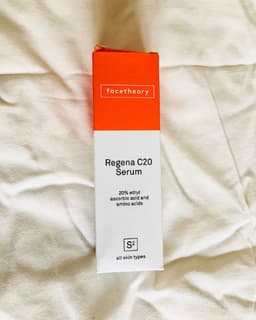 facetheory
Regena C20
Serum
20% ethyl
ascorbic acid and
amino acids
S²
all skin types